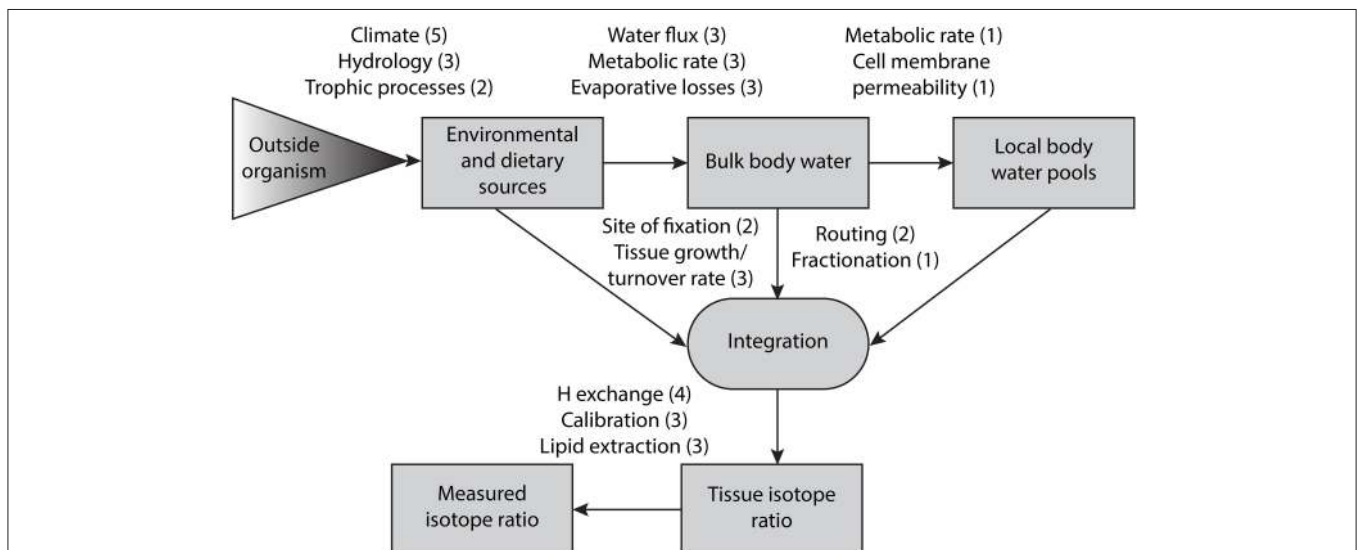 Climate (5)
Hydrology (3)
Trophic processes (2)
Water flux (3)
Metabolic rate (3)
Evaporative losses (3)
Metabolic rate (1)
Cell membrane
permeability (1)
Outside
organism
Environmental
and dietary
sources
Bulk body water
Local body
water pools
Site of fixation (2)
Tissue growth/
turnover rate (3)
Routing (2)
Fractionation (1)
Integration
H exchange (4)
Calibration (3)
Lipid extraction (3)
Measured
isotope ratio
Tissue isotope
ratio